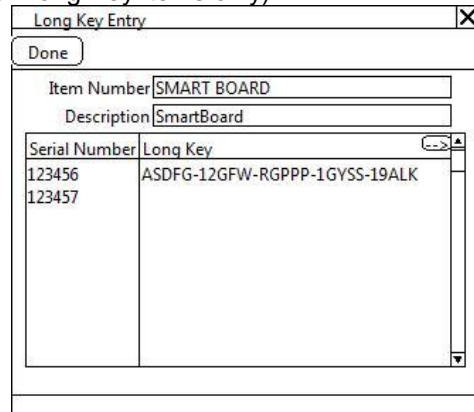 Long Key Entry
Done
Item Number SMART BOARD
Description SmartBoard
Serial Number Long Key -->
123456 ASDFG-12GFW-RGPPP-1GYSS-19ALK
123457